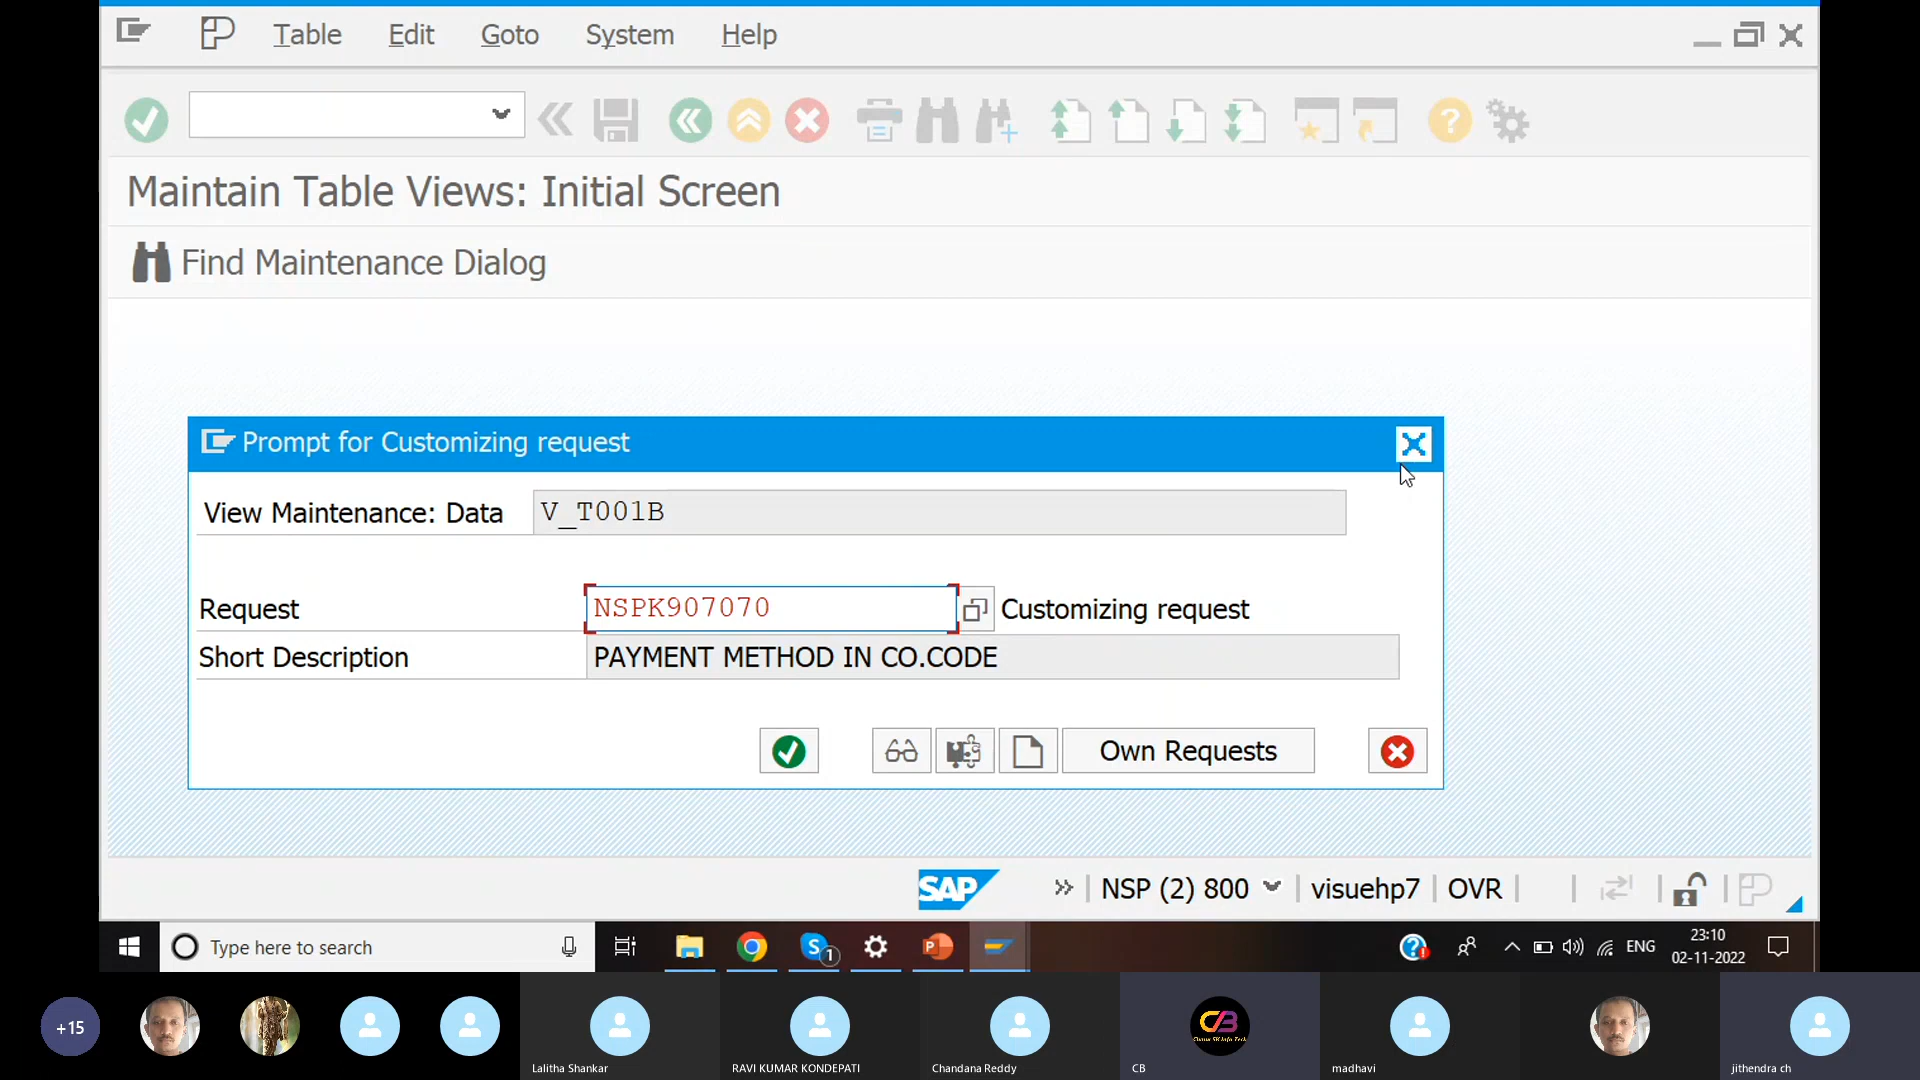 Table Edit Goto System Help
Maintain Table Views: Initial Screen
Find Maintenance Dialog
Prompt for Customizing request
View Maintenance: Data V_T001B
Request NSPK907070 Customizing request
Short Description PAYMENT METHOD IN CO.CODE
Own Requests
SAP NSP (2) 800 visuehp7 OVR
Type here to search
1
P
ENG
23:10
02-11-2022
+15
CB
Lalitha Shankar
RAVI KUMAR KONDEPATI
Chandana Reddy
CB
madhavi
jithendra ch